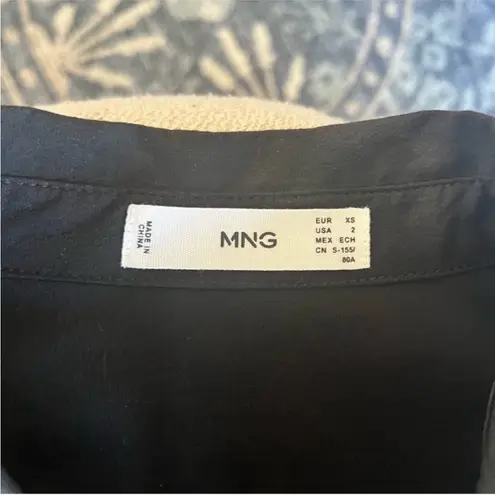 MADE IN
CHINA
MNG
EUR XS
USA 2
MEX ECH
CN S-155/
80A